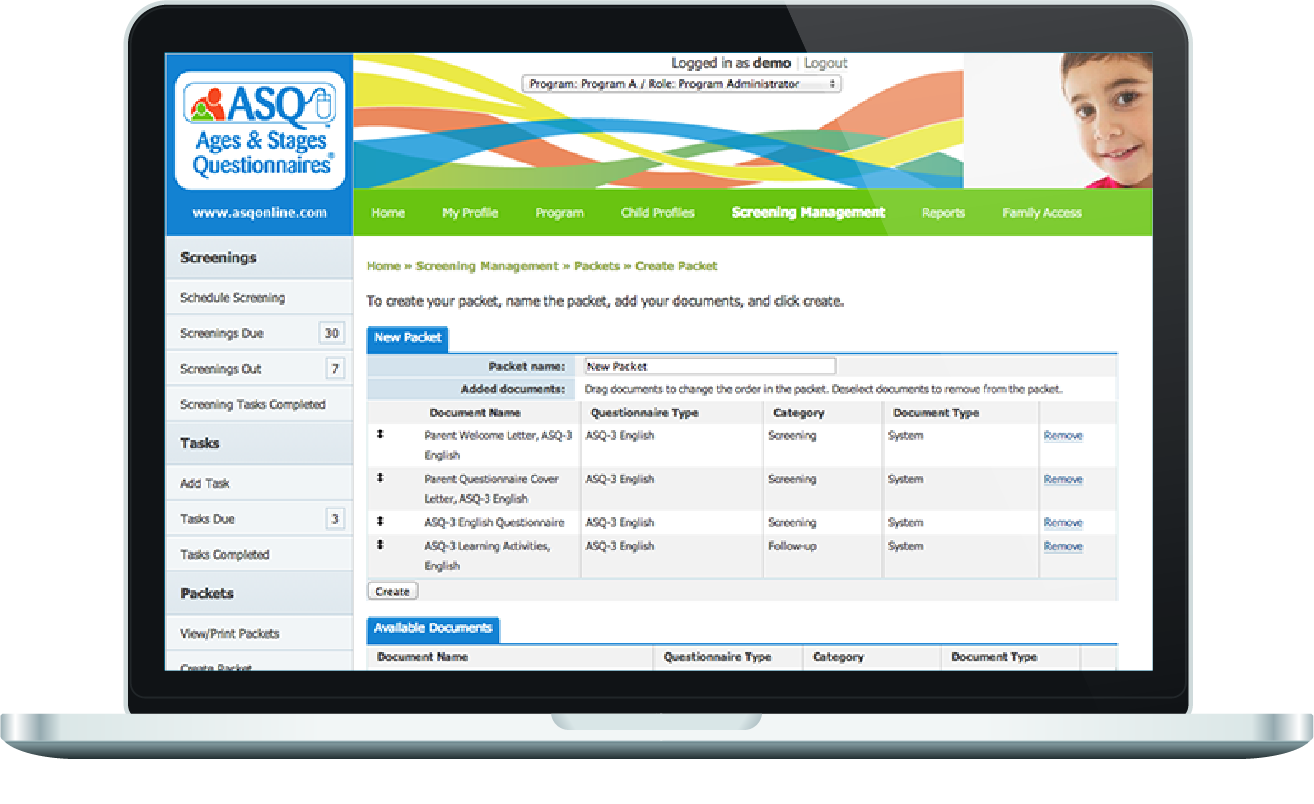 Logged in as demo | Logout
Program: Program A / Role: Program Administrator
ASQ™
Ages & Stages
Questionnaires®
www.asqonline.com
Home My Profile Program Child Profiles Screening Management Reports Family Access
Screenings
Schedule Screening
Screenings Due 30
Screenings Out 7
Screening Tasks Completed
Tasks
Add Task
Tasks Due 3
Tasks Completed
Packets
View/Print Packets
Create Packet
Home » Screening Management » Packets » Create Packet
To create your packet, name the packet, add your documents, and click create.
New Packet
Packet name: New Packet
Added documents: Drag documents to change the order in the packet. Deselect documents to remove from the packet.
Document Name Questionnaire Type Category Document Type
Parent Welcome Letter, ASQ-3 ASQ-3 English Screening System Remove
English
Parent Questionnaire Cover ASQ-3 English Screening System Remove
Letter, ASQ-3 English
ASQ-3 English Questionnaire ASQ-3 English Screening System Remove
ASQ-3 Learning Activities, ASQ-3 English Follow-up System Remove
English
Create
Available Documents
Document Name Questionnaire Type Category Document Type